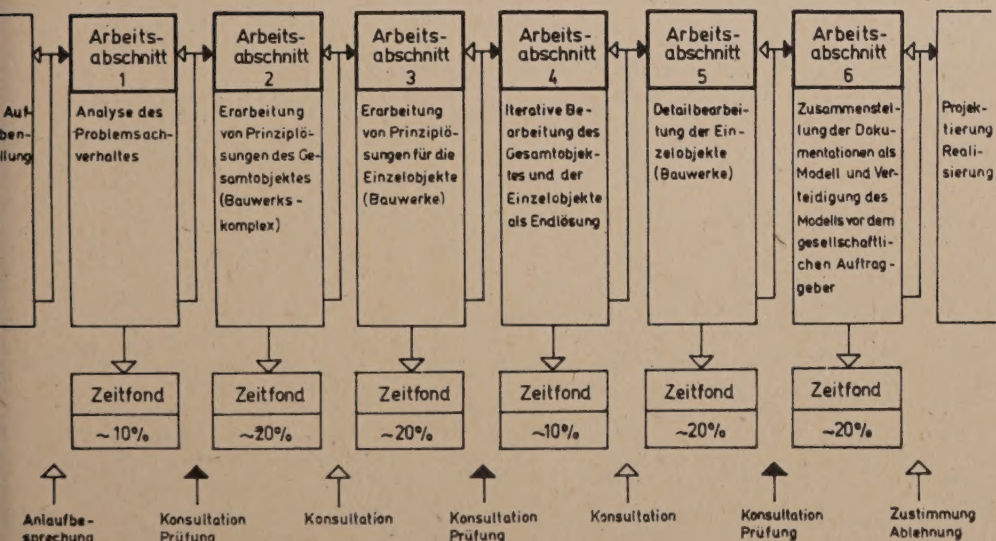 Auf-
ben-
llung
Arbeits-
abschnitt
1
Analyse des
Problemsach-
verhaltes
Zeitfond
~10%
Arbeits-
abschnitt
2
Erarbeitung
von Prinziplö-
sungen des Ge-
samtobjektes
(Bauwerks-
komplex)
Zeitfond
~20%
Arbeits-
abschnitt
3
Erarbeitung
von Prinziplö-
sungen für die
Einzelobjekte
(Bauwerke)
Zeitfond
~20%
Arbeits-
abschnitt
4
Iterative Be-
arbeitung des
Gesamtobjek-
tes und der
Einzelobjekte
als Endlösung
Zeitfond
~10%
Arbeits-
abschnitt
5
Detailbearbei-
tung der Ein-
zelobjekte
(Bauwerke)
Zeitfond
~20%
Arbeits-
abschnitt
6
Zusammenstel-
lung der Doku-
mentationen als
Modell und Ver-
teidigung des
Modells vor dem
gesellschaftli-
chen Auftrag-
geber
Zeitfond
~20%
Projek-
tierung
Reali-
sierung
Anlaufbe-
sprechung
Konsultation
Prüfung
Konsultation
Konsultation
Prüfung
Konsultation
Konsultation
Prüfung
Zustimmung
Ablehnung